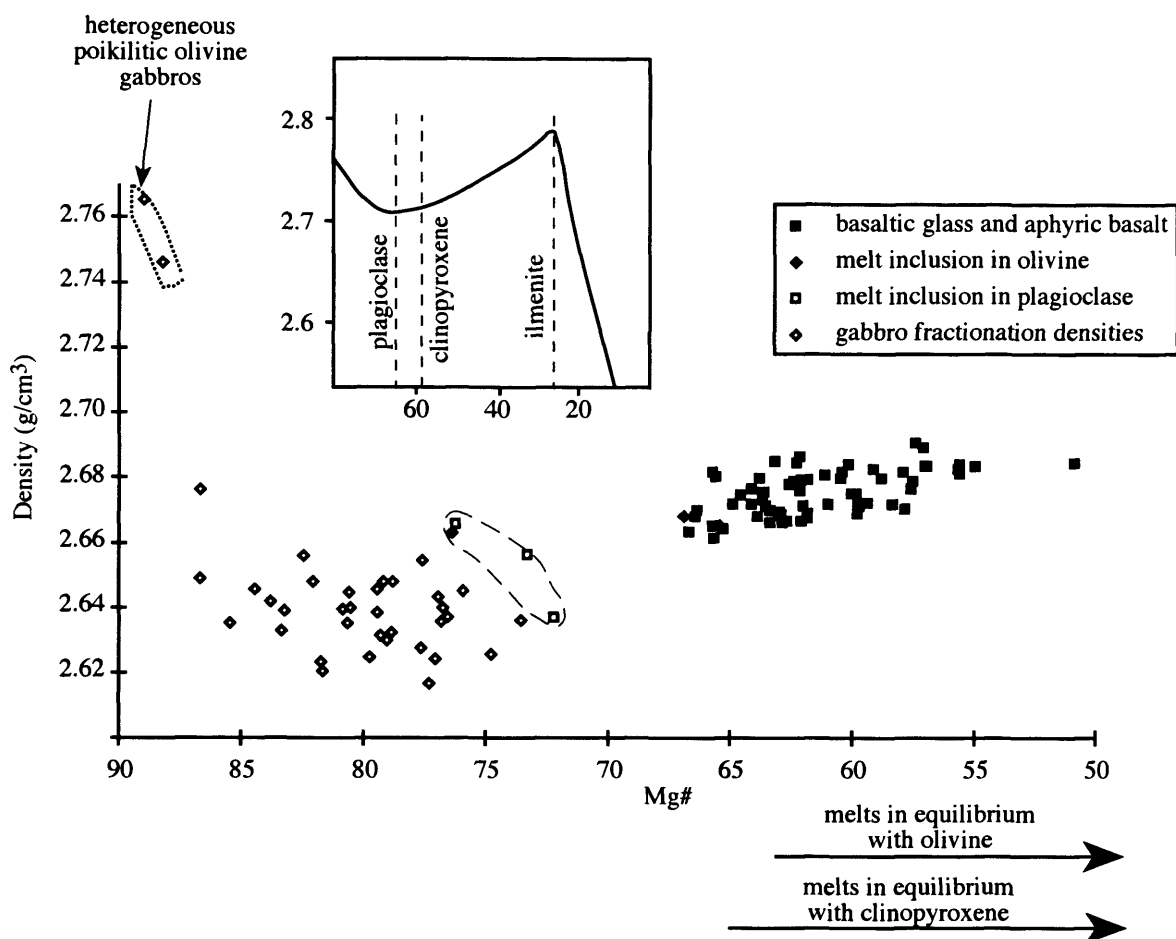 heterogeneous
poikilitic olivine
gabbros
2.8
2.7
2.6
plagioclase
clinopyroxene
ilmenite
60
40
20
basaltic glass and aphyric basalt
melt inclusion in olivine
melt inclusion in plagioclase
gabbro fractionation densities
Density (g/cm3)
2.76
2.74
2.72
2.70
2.68
2.66
2.64
2.62
90
85
80
75
70
65
60
55
50
Mg#
melts in equilibrium
with olivine
melts in equilibrium
with clinopyroxene